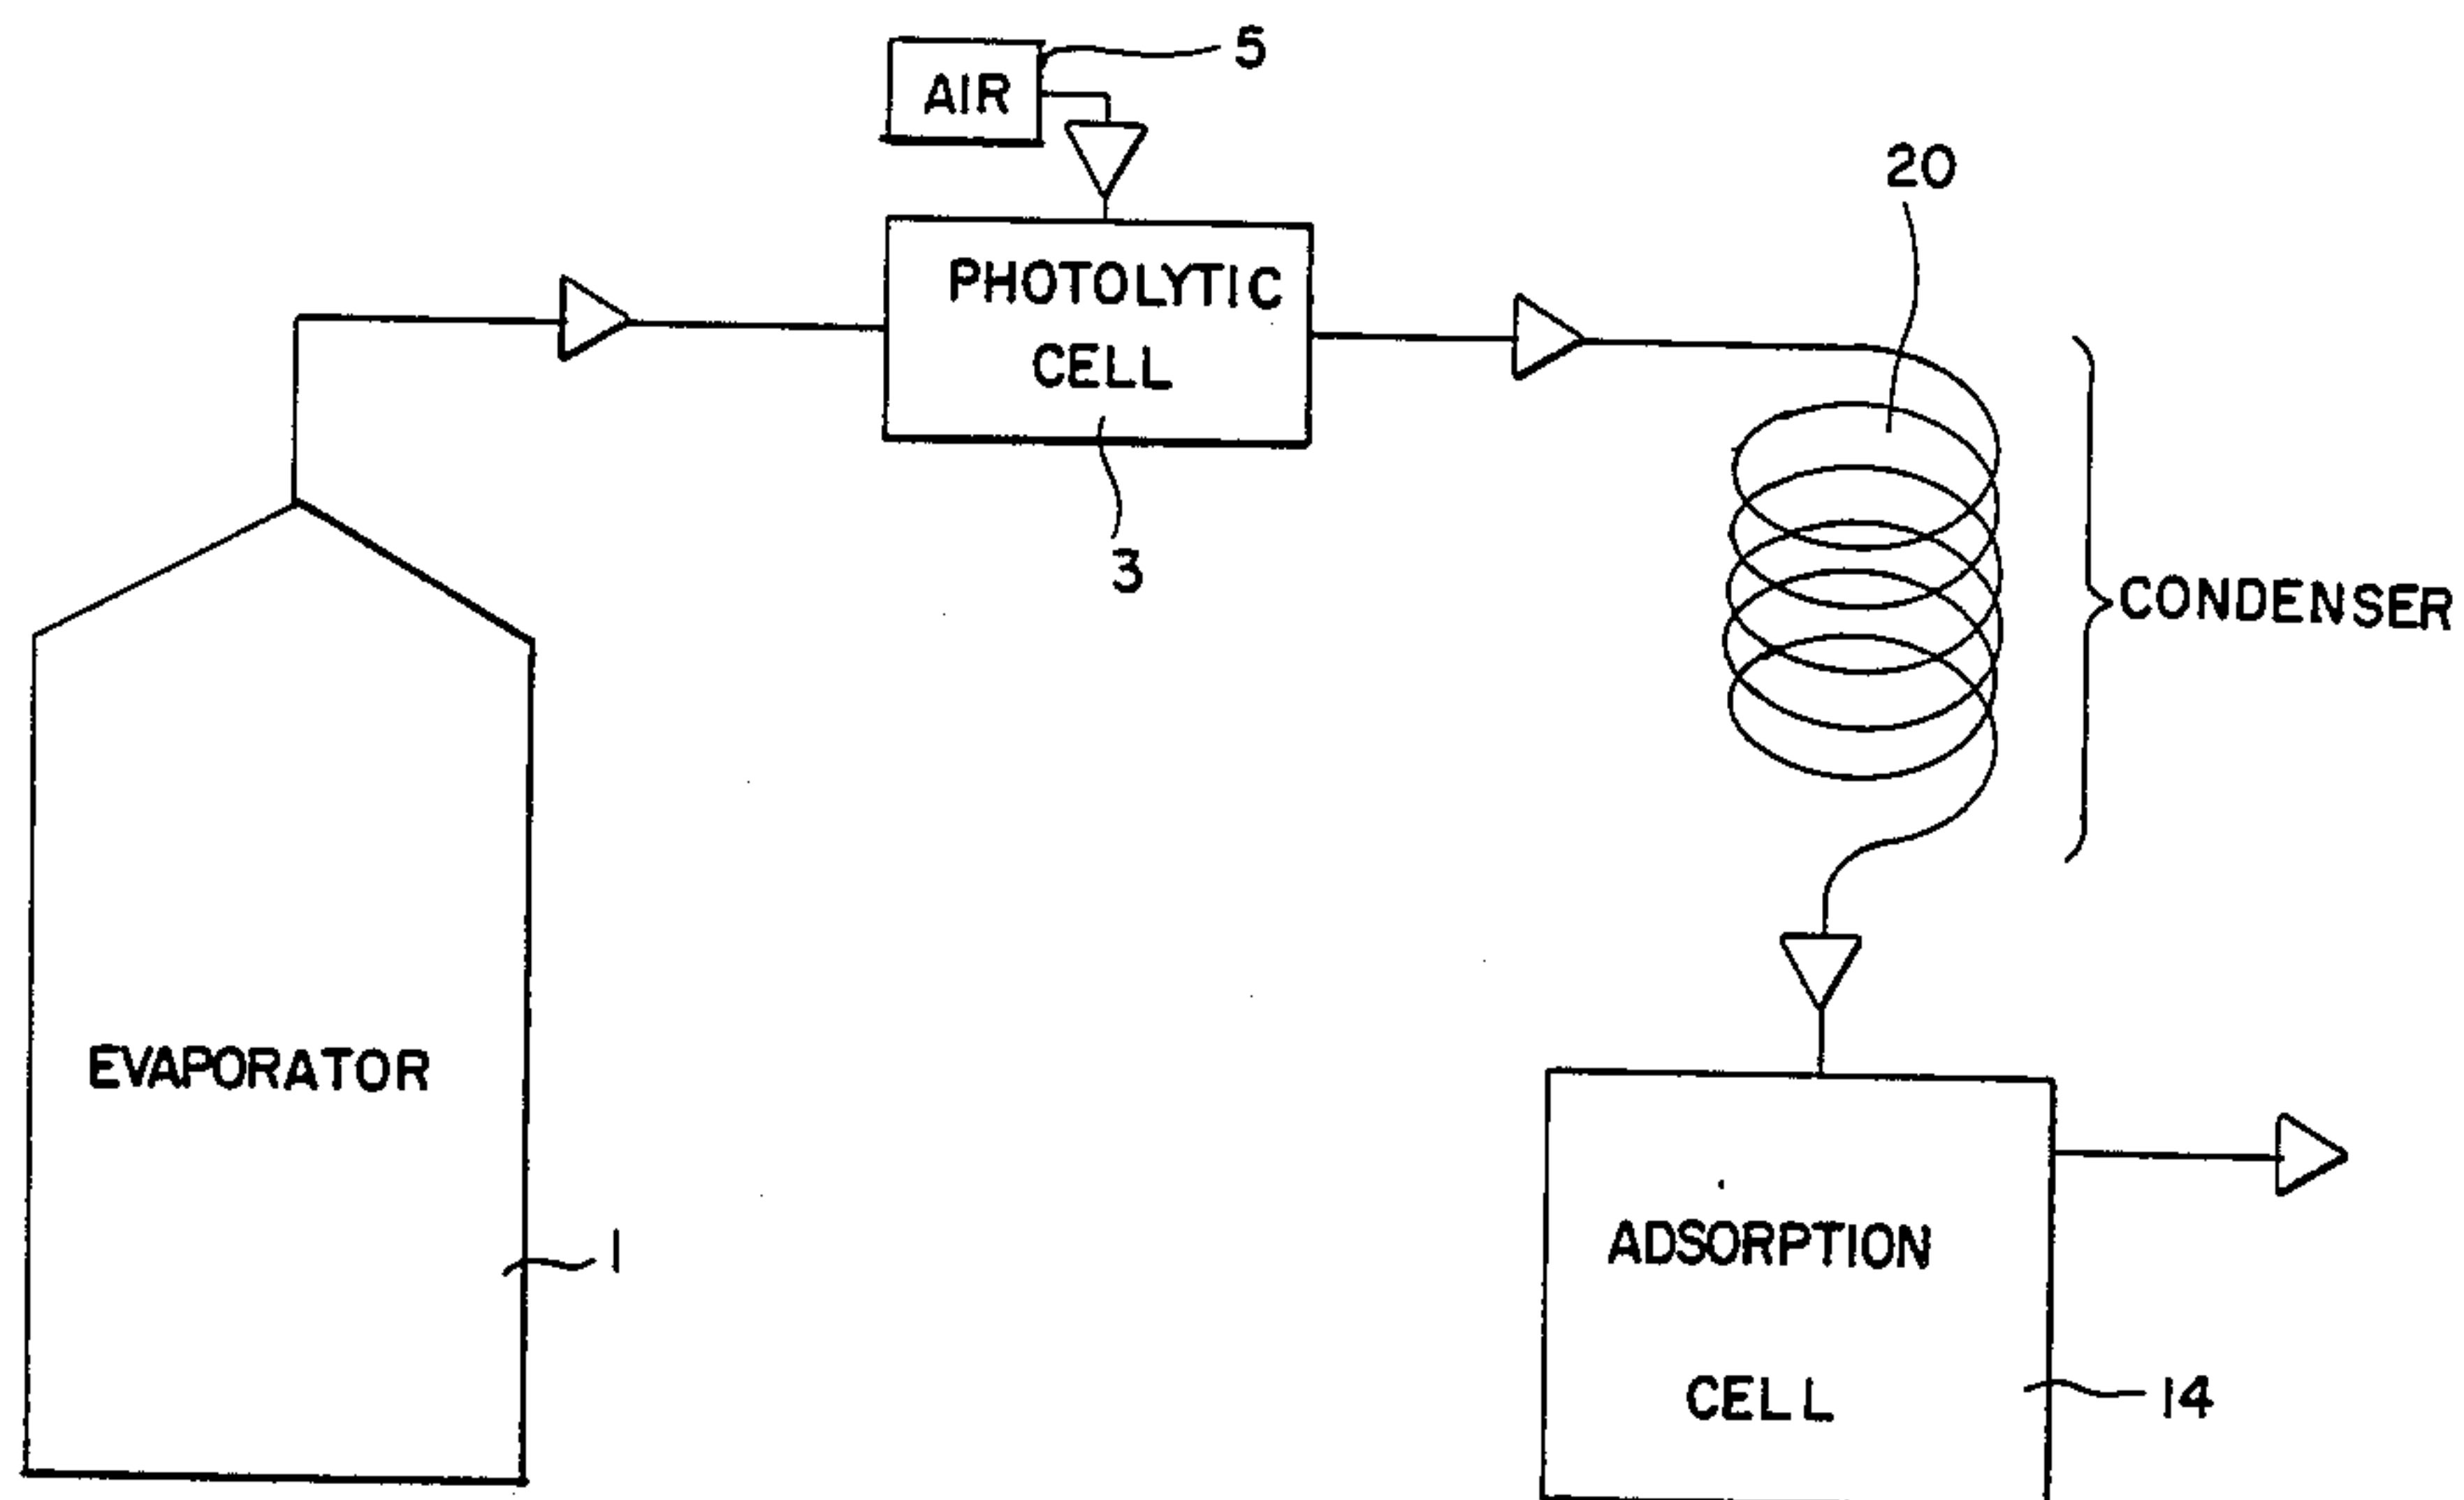 5
AIR
20
PHOTOLYTIC
CELL
3
CONDENSER
EVAPORATOR
1
ADSORPTION
CELL
14